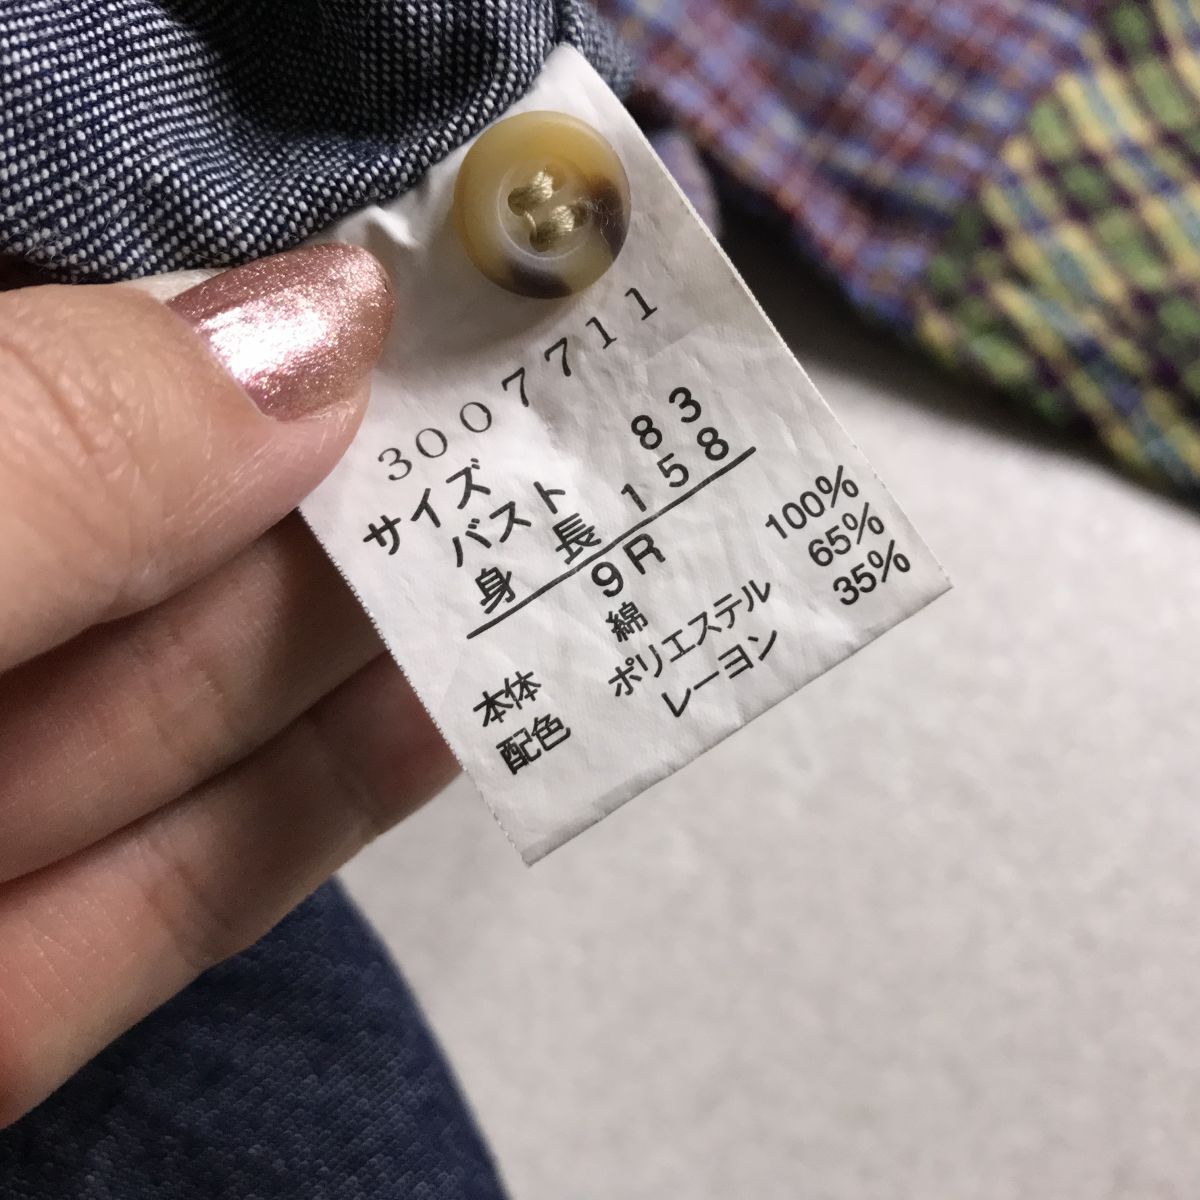 3007711
サイズ
バスト 83
身長 158
9R
本体 綿 100%
配色 ポリエステル 65%
レーヨン 35%